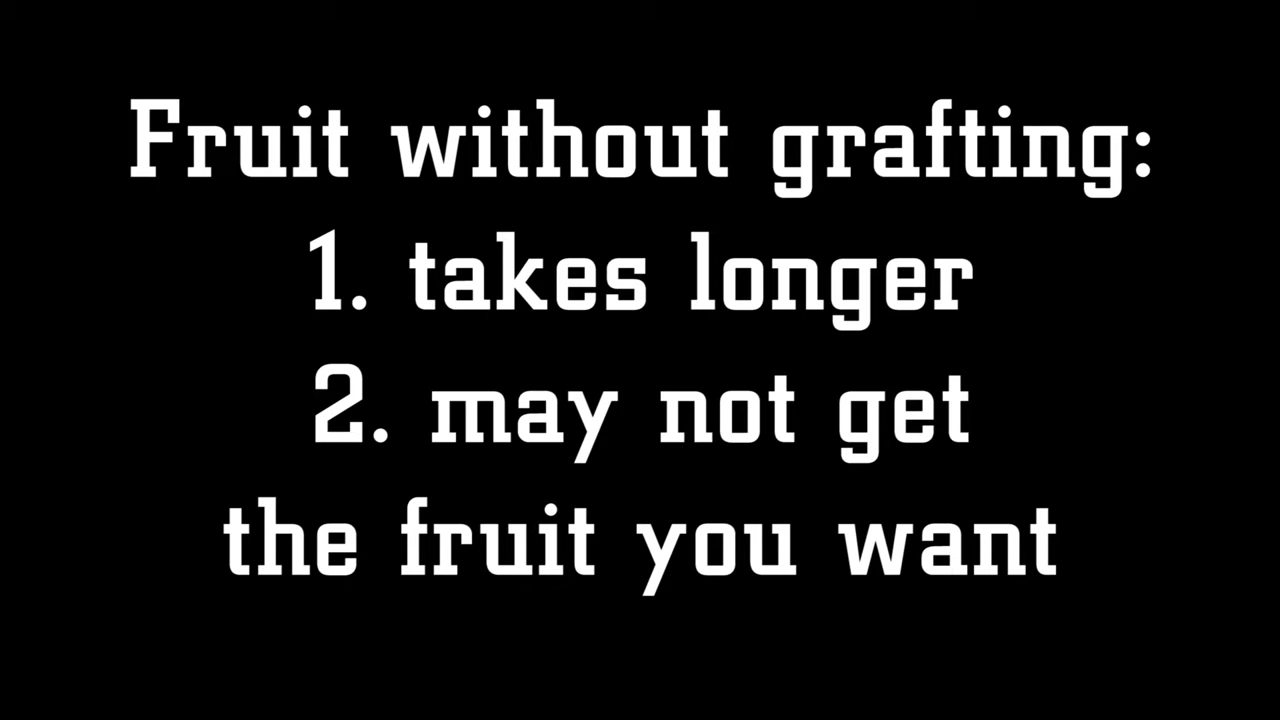 Fruit without grafting:
1. takes longer
2. may not get
the fruit you want